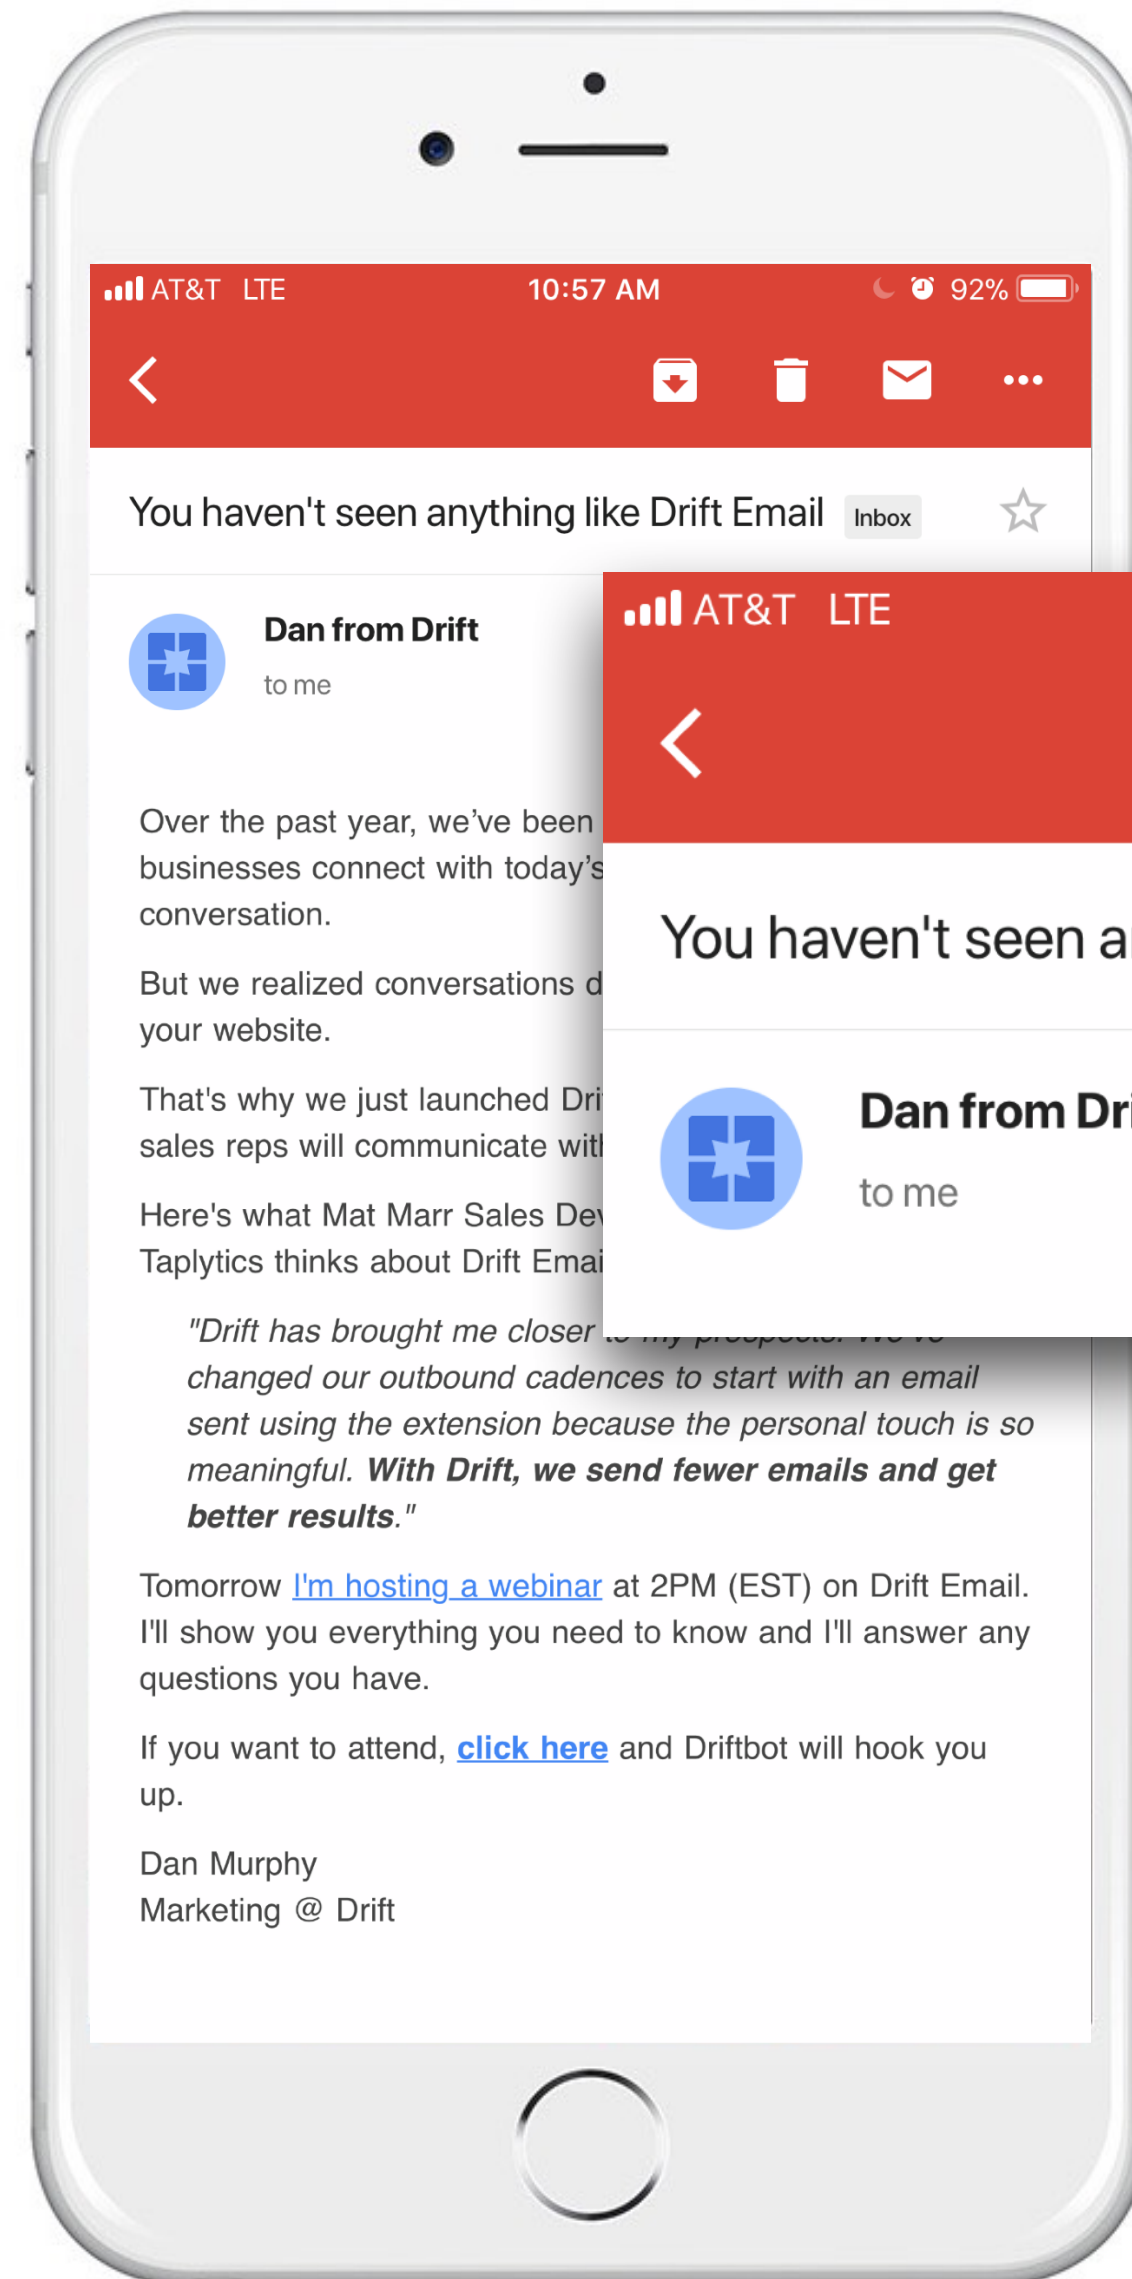 AT&T LTE 10:57 AM 92%
You haven't seen anything like Drift Email Inbox
Dan from Drift
to me
AT&T LTE
You haven't seen
Dan from
to me
Over the past year, we've been
businesses connect with today's
conversation.
But we realized conversations
your website.
That's why we just launched
sales reps will communicate
Here's what Mat Marr Sales
Taplytics thinks about Drift
"Drift has brought me closer to my prospects. We've
changed our outbound cadences to start with an email
sent using the extension because the personal touch is so
meaningful. With Drift, we send fewer emails and get
better results."
Tomorrow I'm hosting a webinar at 2PM (EST) on Drift Email.
I'll show you everything you need to know and I'll answer any
questions you have.
If you want to attend, click here and Driftbot will hook you
up.
Dan Murphy
Marketing @ Drift